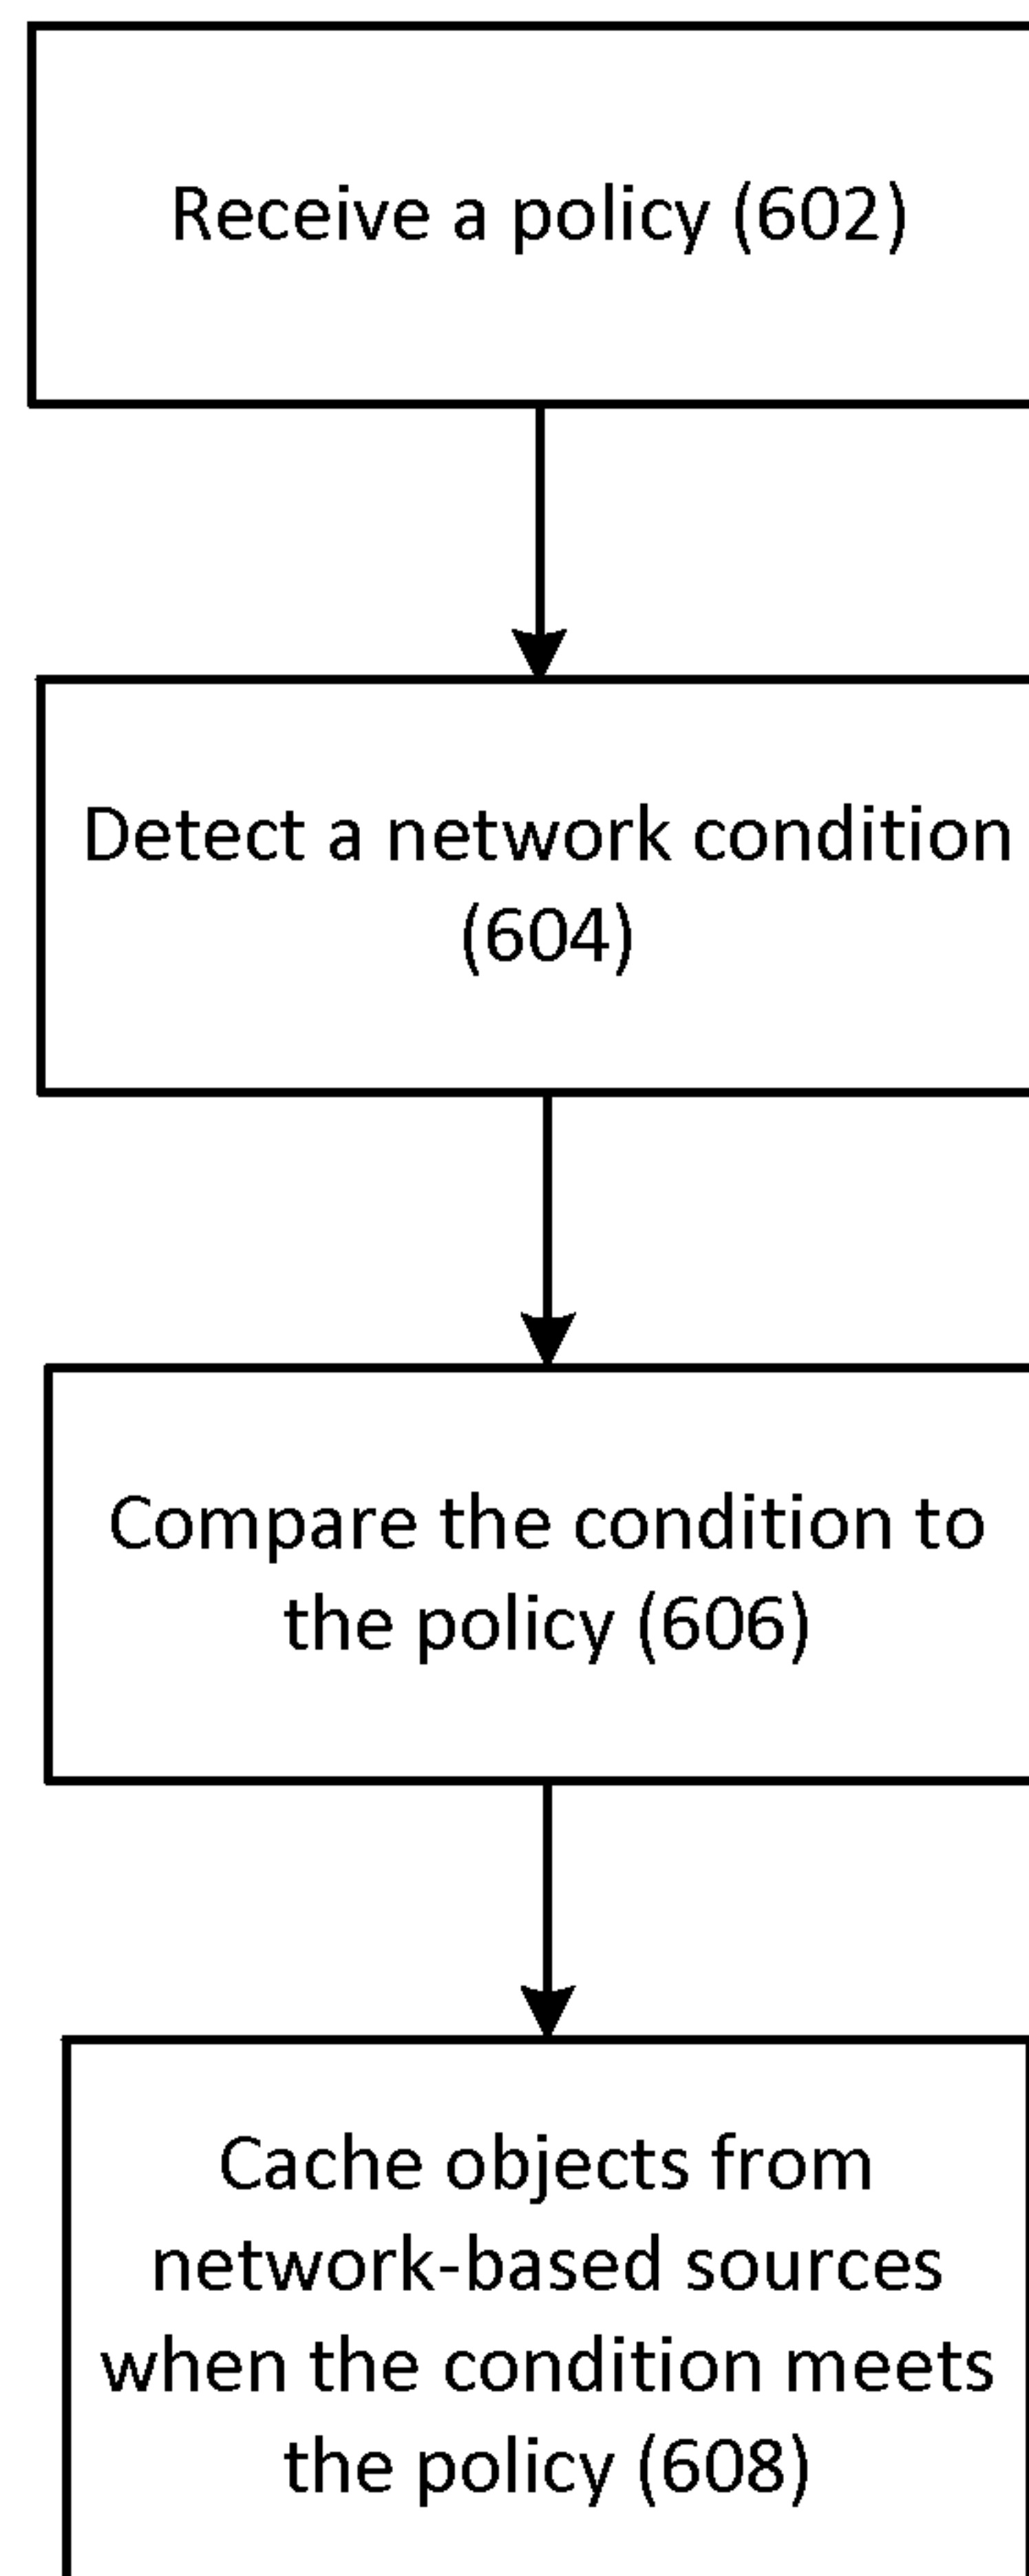 Receive a policy (602)
Detect a network condition
(604)
Compare the condition to
the policy (606)
Cache objects from
network-based sources
when the condition meets
the policy (608)